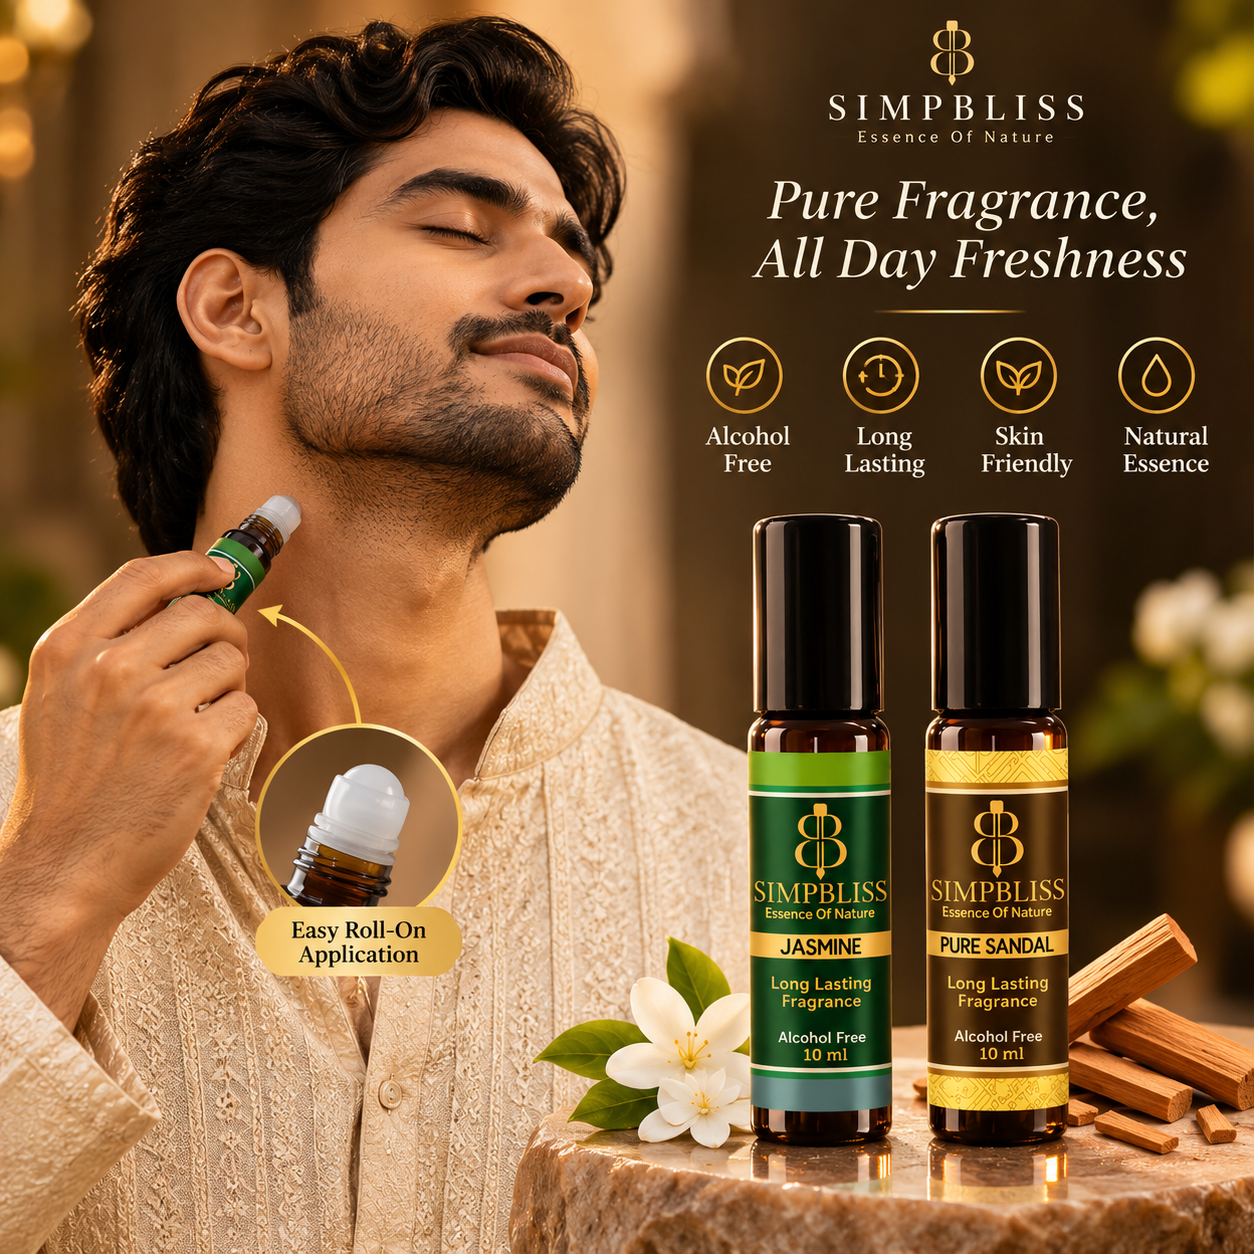 SIMPBLISS
Essence Of Nature
Pure Fragrance,
All Day Freshness
Alcohol
Free
Long
Lasting
Skin
Friendly
Natural
Essence
Easy Roll-On
Application
SIMPBLISS
Essence Of Nature
JASMINE
Long Lasting
Fragrance
Alcohol Free
10 ml
SIMPBLISS
Essence Of Nature
PURE SANDAL
Long Lasting
Fragrance
Alcohol Free
10 ml